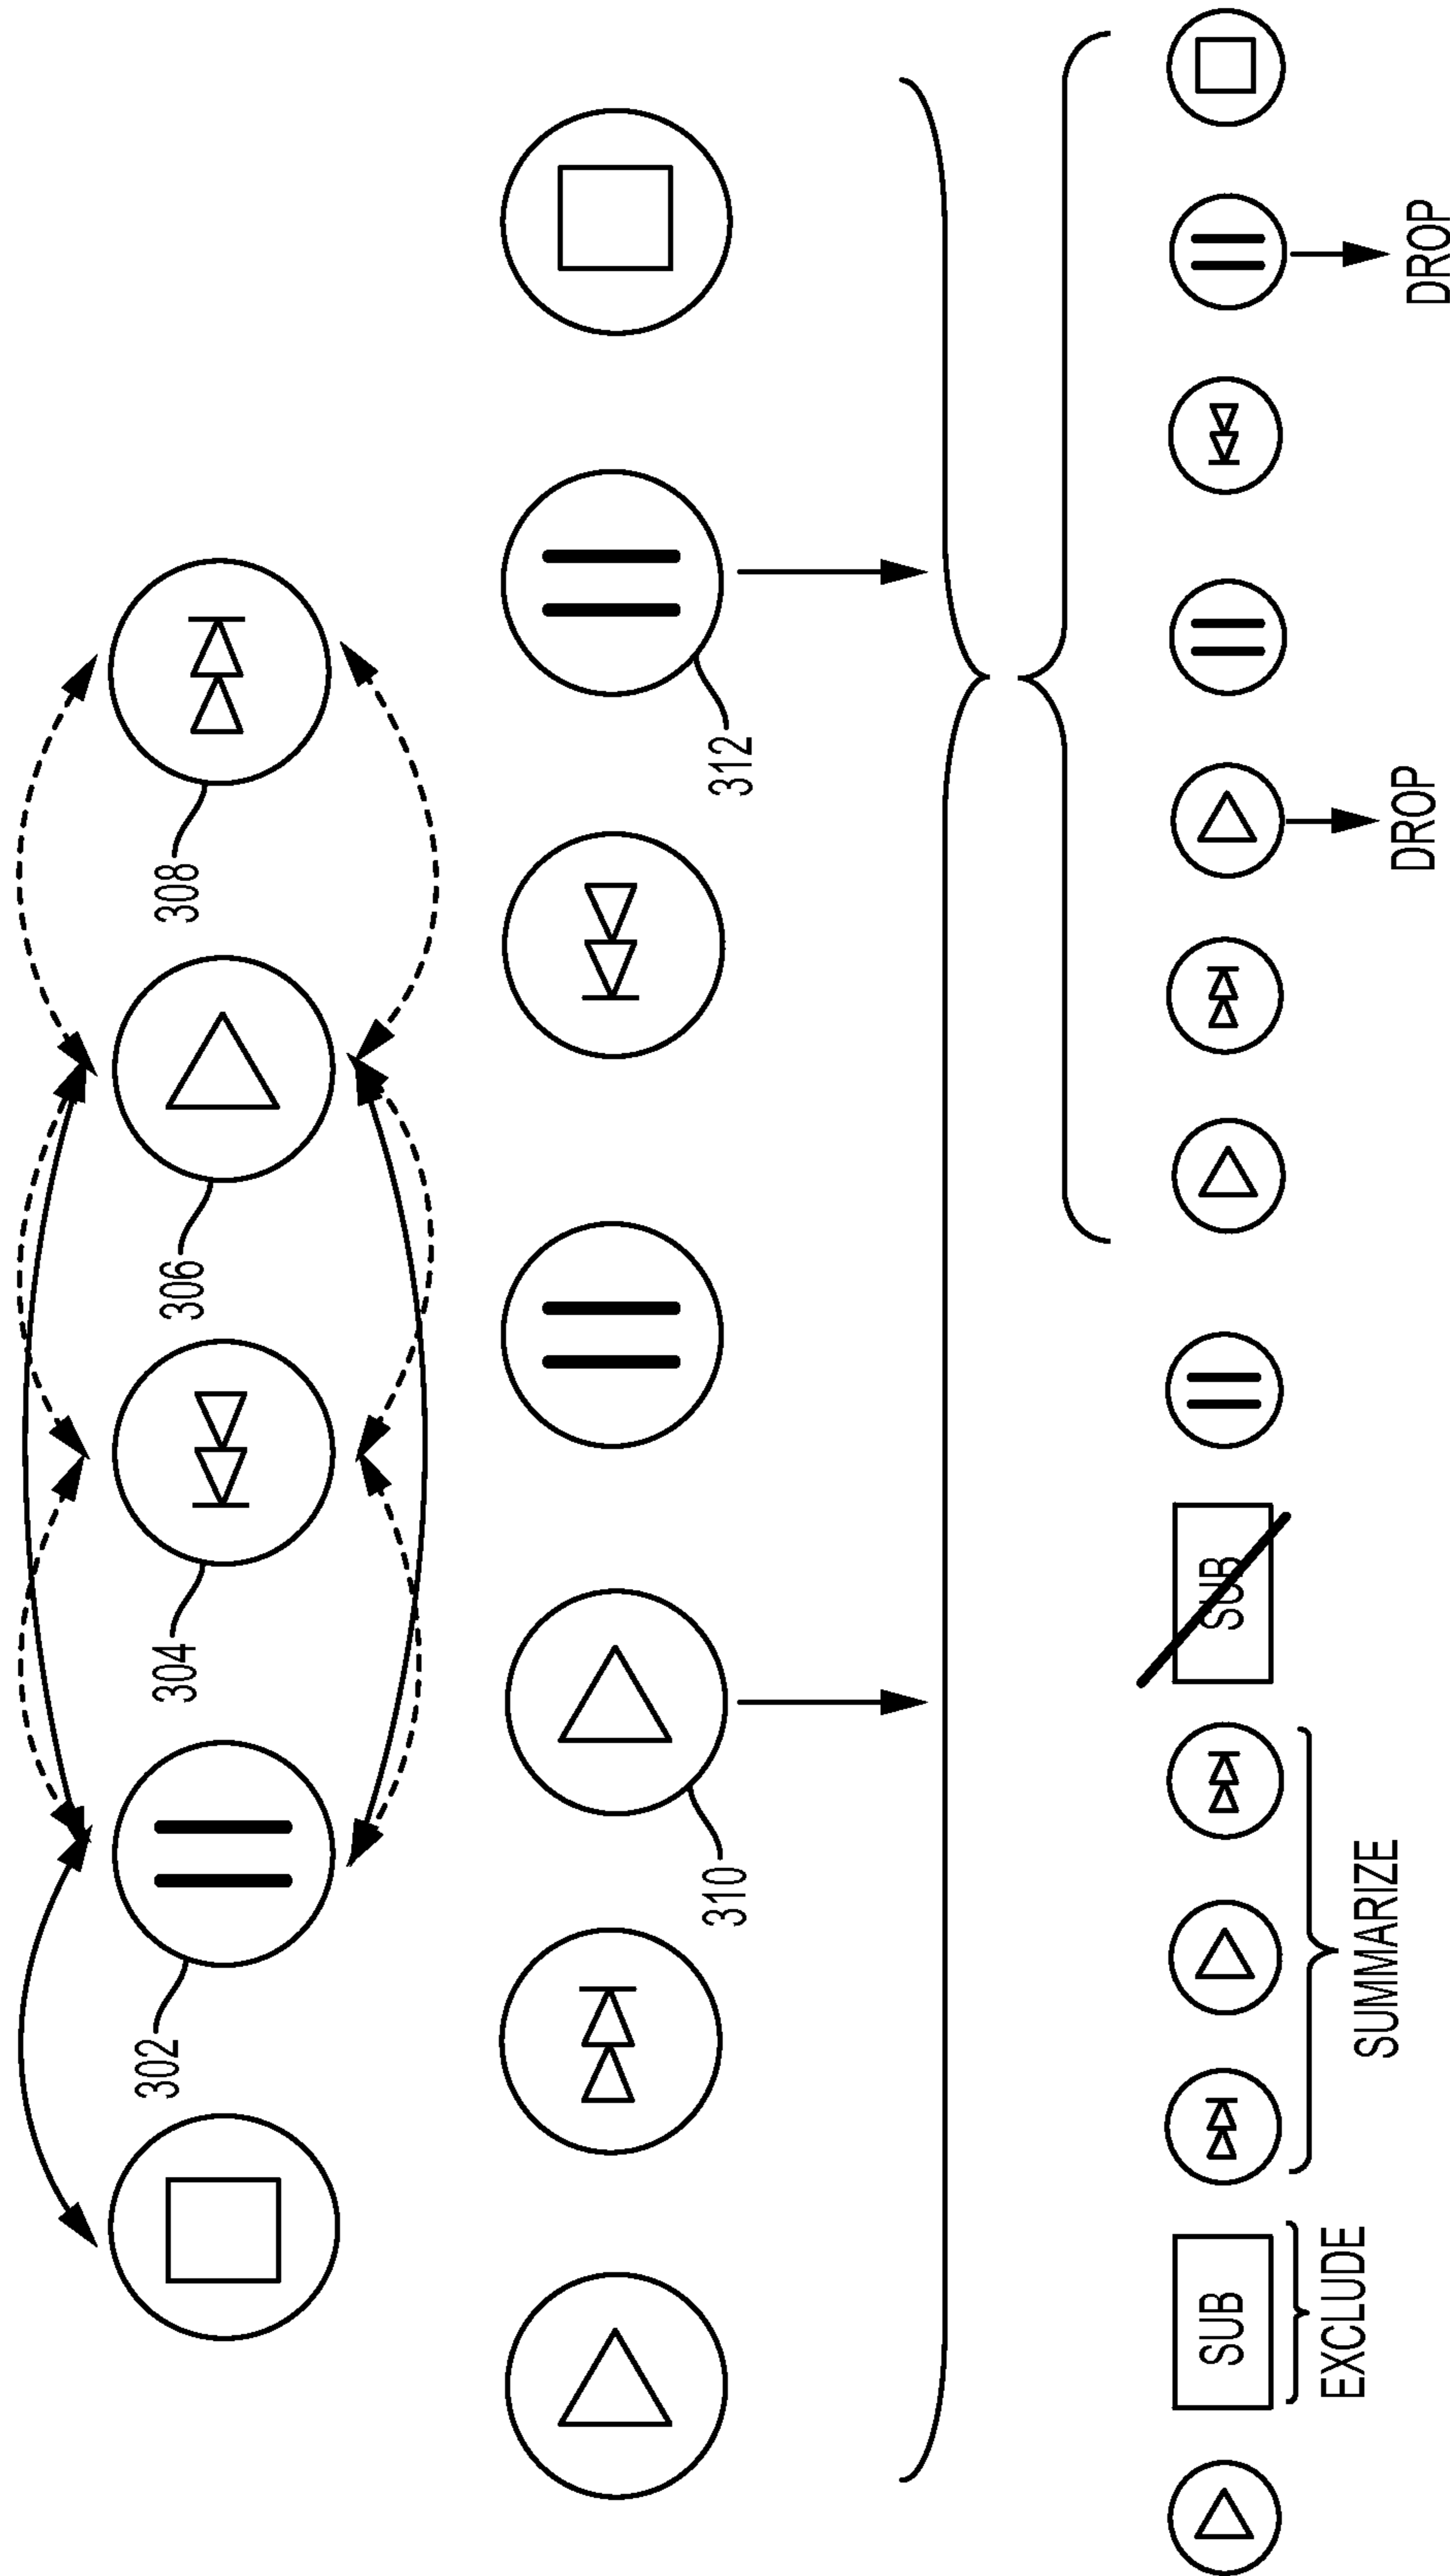 302
304
306
308
310
312
SUB
EXCLUDE
SUMMARIZE
SUB
DROP
DROP